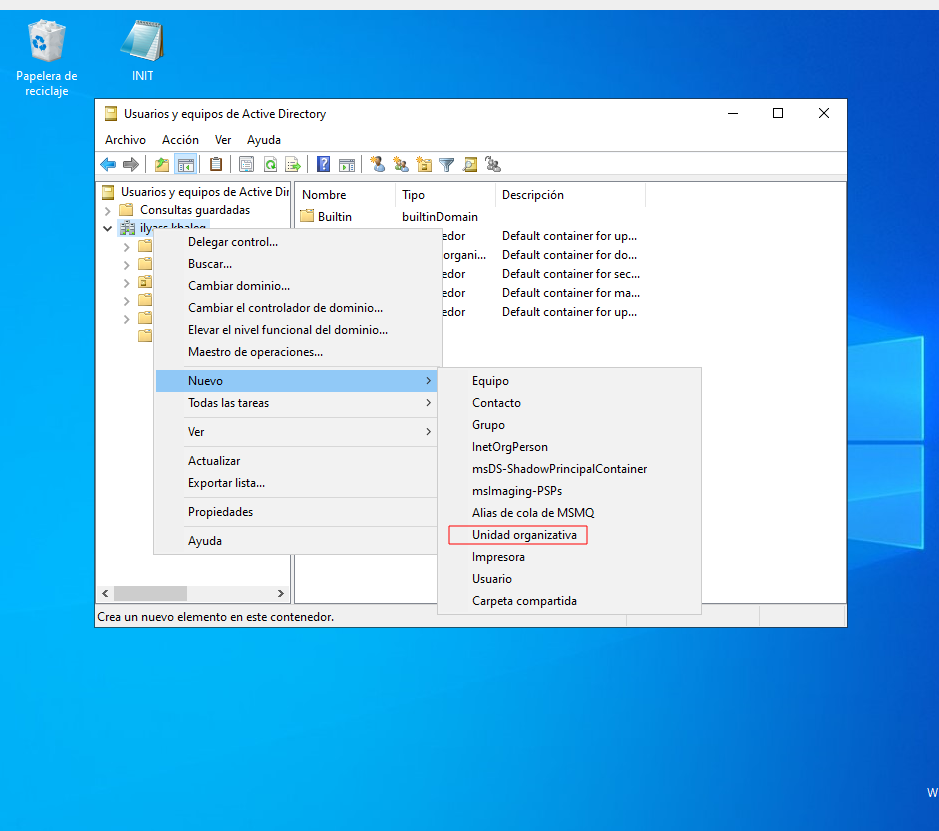 Papelera de
reciclaje
INIT
Usuarios y equipos de Active Directory
Archivo Acción Ver Ayuda
Usuarios y equipos de Active Dir
Consultas guardadas
Nombre Tipo Descripción
Builtin builtinDomain
edor Default container for up...
organi... Default container for do...
edor Default container for sec...
edor Default container for ma...
edor Default container for up...
Delegar control...
Buscar...
Cambiar dominio...
Cambiar el controlador de dominio...
Elevar el nivel funcional del dominio...
Maestro de operaciones...
Nuevo
Todas las tareas
Ver
Actualizar
Exportar lista...
Propiedades
Ayuda
Equipo
Contacto
Grupo
InetOrgPerson
msDS-ShadowPrincipalContainer
msImaging-PSPs
Alias de cola de MSMQ
Unidad organizativa
Impresora
Usuario
Carpeta compartida
Crea un nuevo elemento en este contenedor.
W